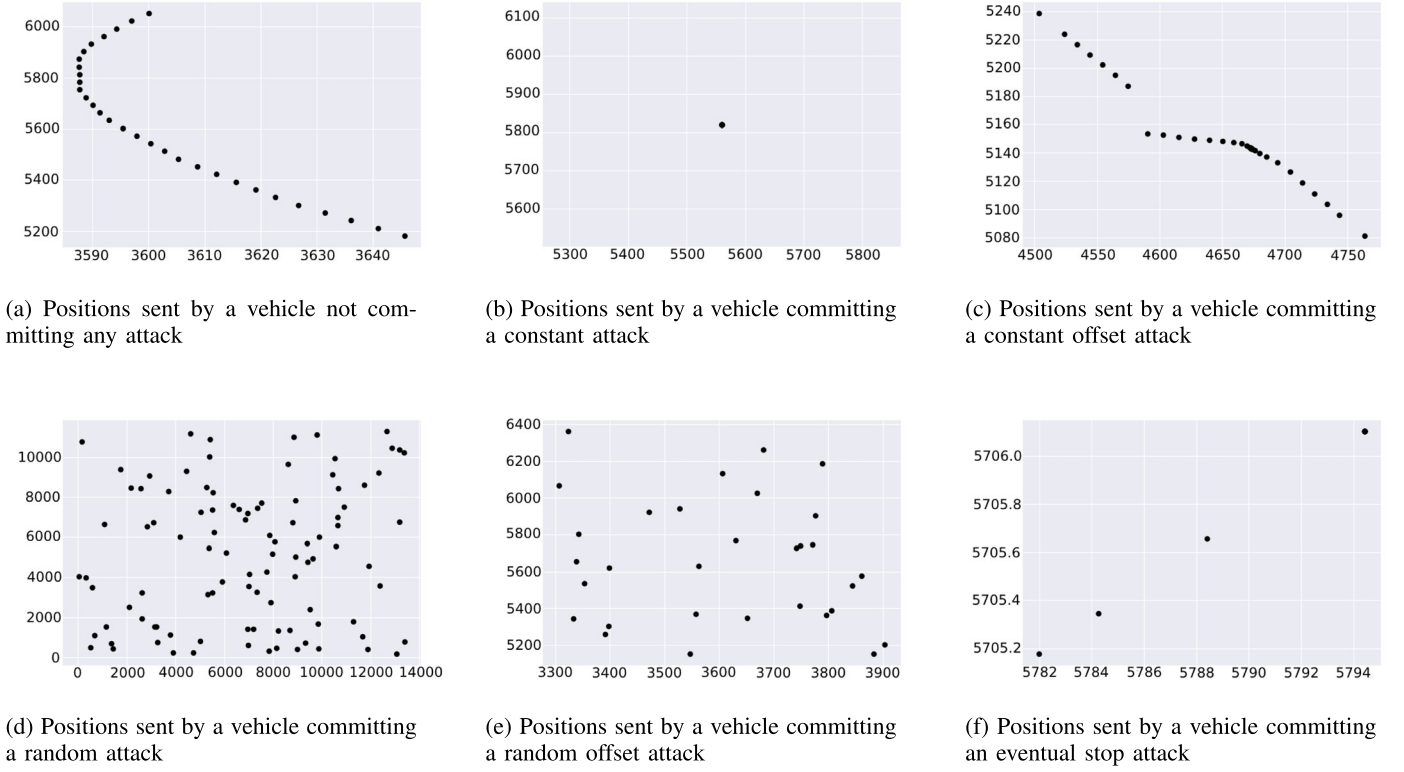 6000
5800
5600
5400
5200
3590 3600 3610 3620 3630 3640
(a) Positions sent by a vehicle not com-
mitting any attack
6100
6000
5900
5800
5700
5600
5300 5400 5500 5600 5700 5800
(b) Positions sent by a vehicle committing
a constant attack
5240
5220
5200
5180
5160
5140
5120
5100
5080
4500 4550 4600 4650 4700 4750
(c) Positions sent by a vehicle committing
a constant offset attack
10000
8000
6000
4000
2000
0
0 2000 4000 6000 8000 10000 12000 14000
(d) Positions sent by a vehicle committing
a random attack
6400
6200
6000
5800
5600
5400
5200
3300 3400 3500 3600 3700 3800 3900
(e) Positions sent by a vehicle committing
a random offset attack
5706.0
5705.8
5705.6
5705.4
5705.2
5782 5784 5786 5788 5790 5792 5794
(f) Positions sent by a vehicle committing
an eventual stop attack